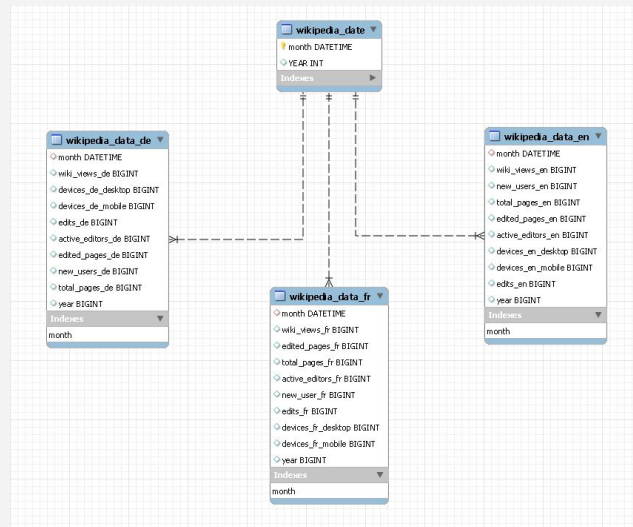 wikipedia_date
month DATETIME
YEAR INT
Indexes
wikipedia_data_de
month DATETIME
wiki_views_de BIGINT
devices_de_desktop BIGINT
devices_de_mobile BIGINT
edits_de BIGINT
active_editors_de BIGINT
edited_pages_de BIGINT
new_users_de BIGINT
total_pages_de BIGINT
year BIGINT
Indexes
month
wikipedia_data_fr
month DATETIME
wiki_views_fr BIGINT
edited_pages_fr BIGINT
total_pages_fr BIGINT
active_editors_fr BIGINT
new_user_fr BIGINT
edits_fr BIGINT
devices_fr_desktop BIGINT
devices_fr_mobile BIGINT
year BIGINT
Indexes
month
wikipedia_data_en
month DATETIME
wiki_views_en BIGINT
new_users_en BIGINT
total_pages_en BIGINT
edited_pages_en BIGINT
active_editors_en BIGINT
devices_en_desktop BIGINT
devices_en_mobile BIGINT
edits_en BIGINT
year BIGINT
Indexes
month